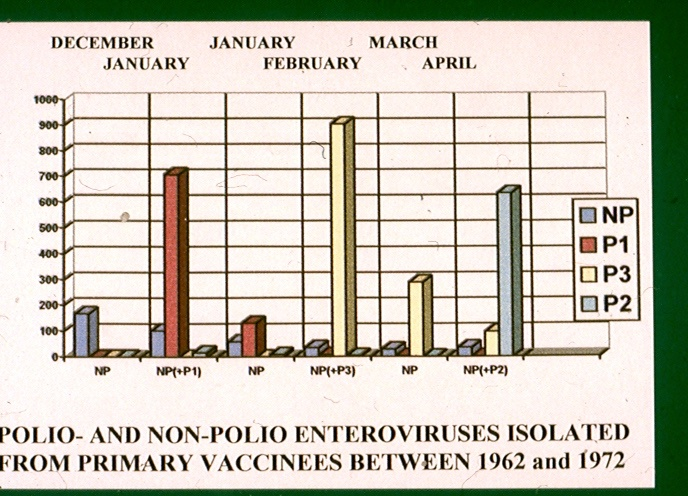 DECEMBER JANUARY MARCH
JANUARY FEBRUARY APRIL
1000
900
800
700
600
500
400
300
200
100
0
NP NP(+P1) NP NP(+P3) NP NP(+P2)
NP
P1
P3
P2
POLIO- AND NON-POLIO ENTEROVIRUSES ISOLATED
FROM PRIMARY VACCINEES BETWEEN 1962 and 1972